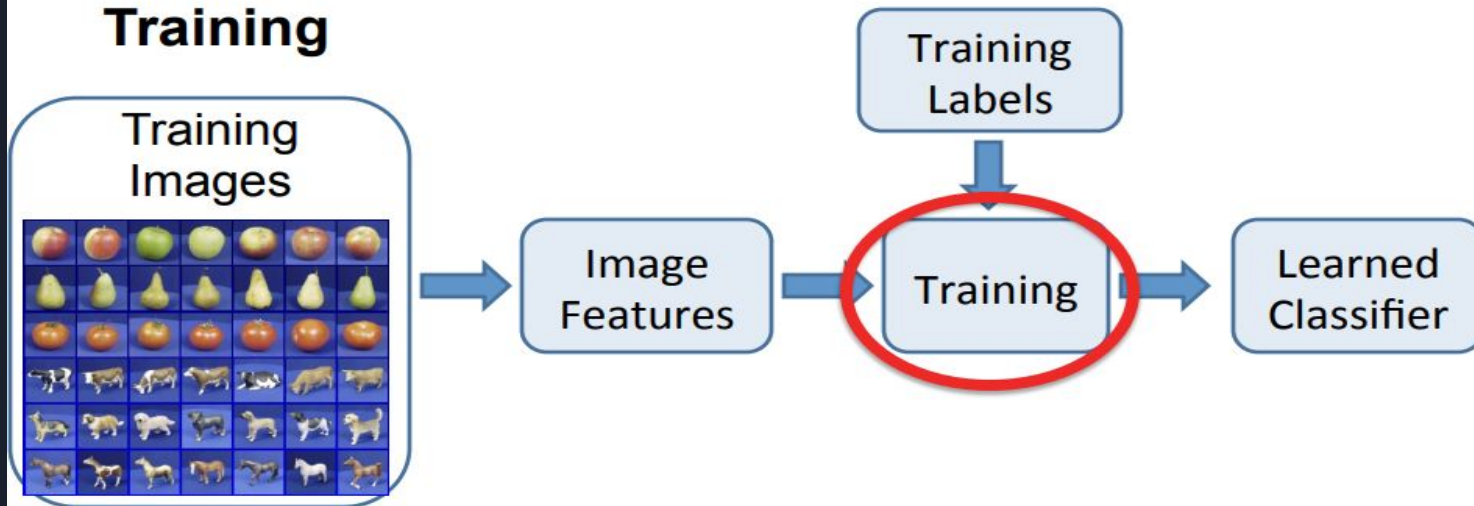 Training
Training
Images
Image
Features
Training
Labels
Training
Learned
Classifier